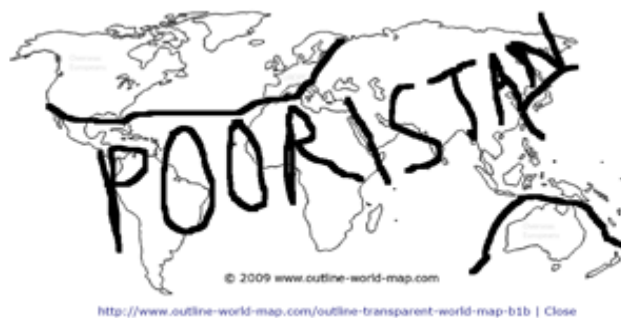 POORISTAN
© 2009 www.outline-world-map.com
http://www.outline-world-map.com/outline-transparent-world-map-b1b | Close